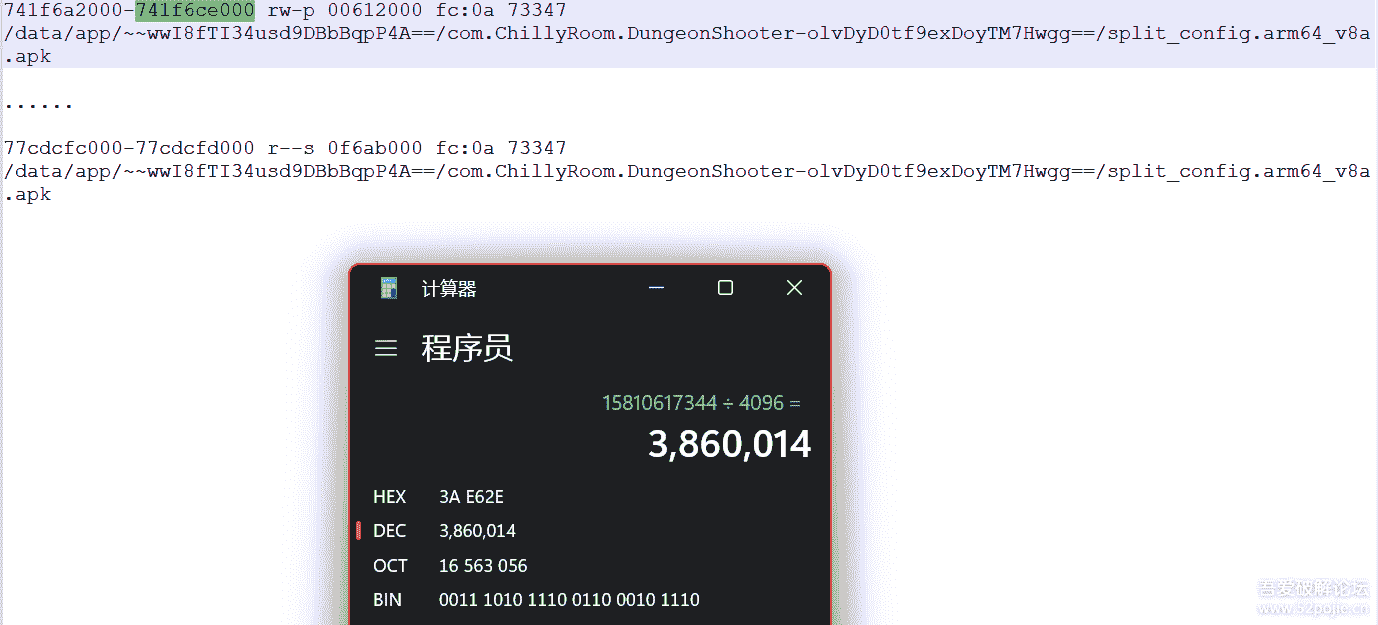 741f6a2000-741f6ce000 rw-p 00612000 fc:0a 73347
/data/app/~~wwI8fTI34usd9DBbBqpP4A==/com.ChillyRoom.DungeonShooter-olvDyD0tf9exDoyTM7Hwgg==/split_config.arm64_v8a
.apk
......
77cdcfc000-77cdcfd000 r--s 0f6ab000 fc:0a 73347
/data/app/~~wwI8fTI34usd9DBbBqpP4A==/com.ChillyRoom.DungeonShooter-olvDyD0tf9exDoyTM7Hwgg==/split_config.arm64_v8a
.apk
计算器
程序员
15810617344 ÷ 4096 =
3,860,014
HEX 3A E62E
DEC 3,860,014
OCT 16 563 056
BIN 0011 1010 1110 0110 0010 1110
吾爱破解论坛
www.52pojie.cn